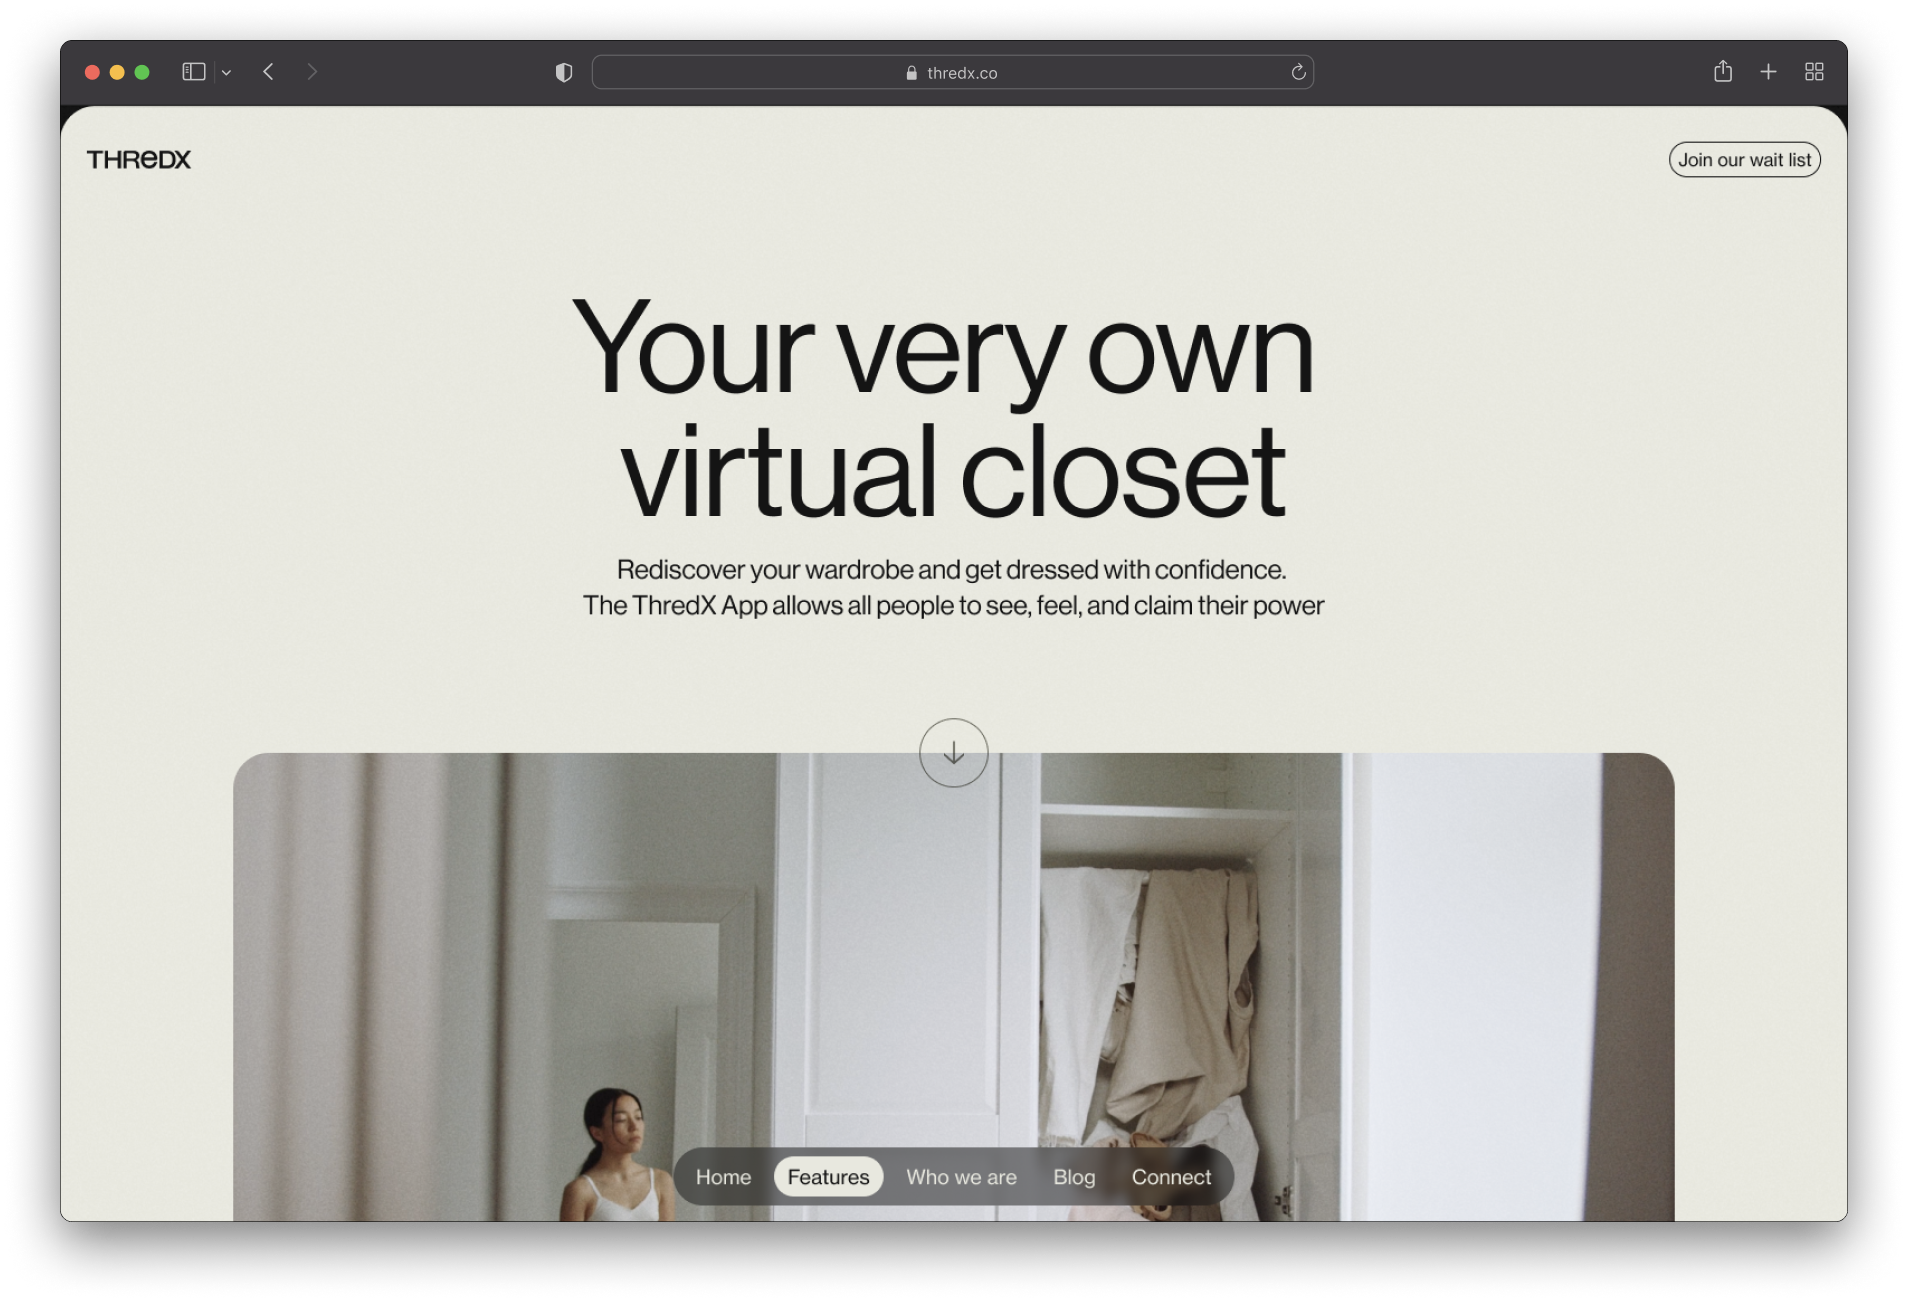 thredx.co
THReDX
Join our wait list
Your very own
virtual closet
Rediscover your wardrobe and get dressed with confidence.
The ThredX App allows all people to see, feel, and claim their power
Home Features Who we are Blog Connect